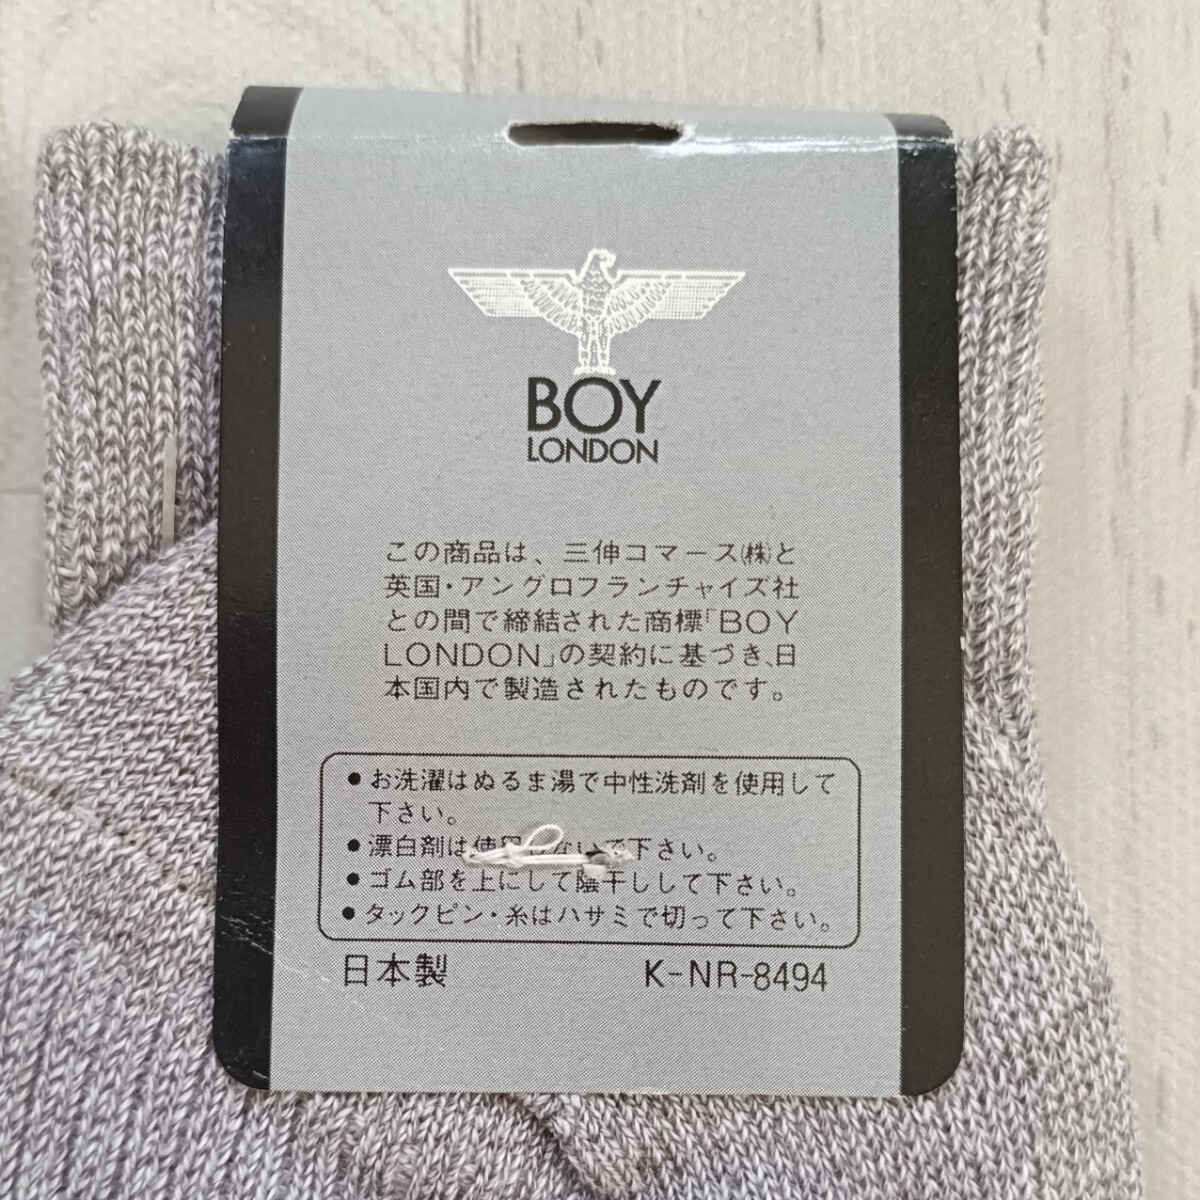 BOY
LONDON
この商品は、三伸コマース㈱と
英国・アングロフランチャイズ社
との間で締結された商標「BOY
LONDON」の契約に基づき、日
本国内で製造されたものです。
●お洗濯はぬるま湯で中性洗剤を使用して
下さい。
●漂白剤は使用しないで下さい。
●ゴム部を上にして陰干しして下さい。
●タックピン・糸はハサミで切って下さい。
日本製 K-NR-8494